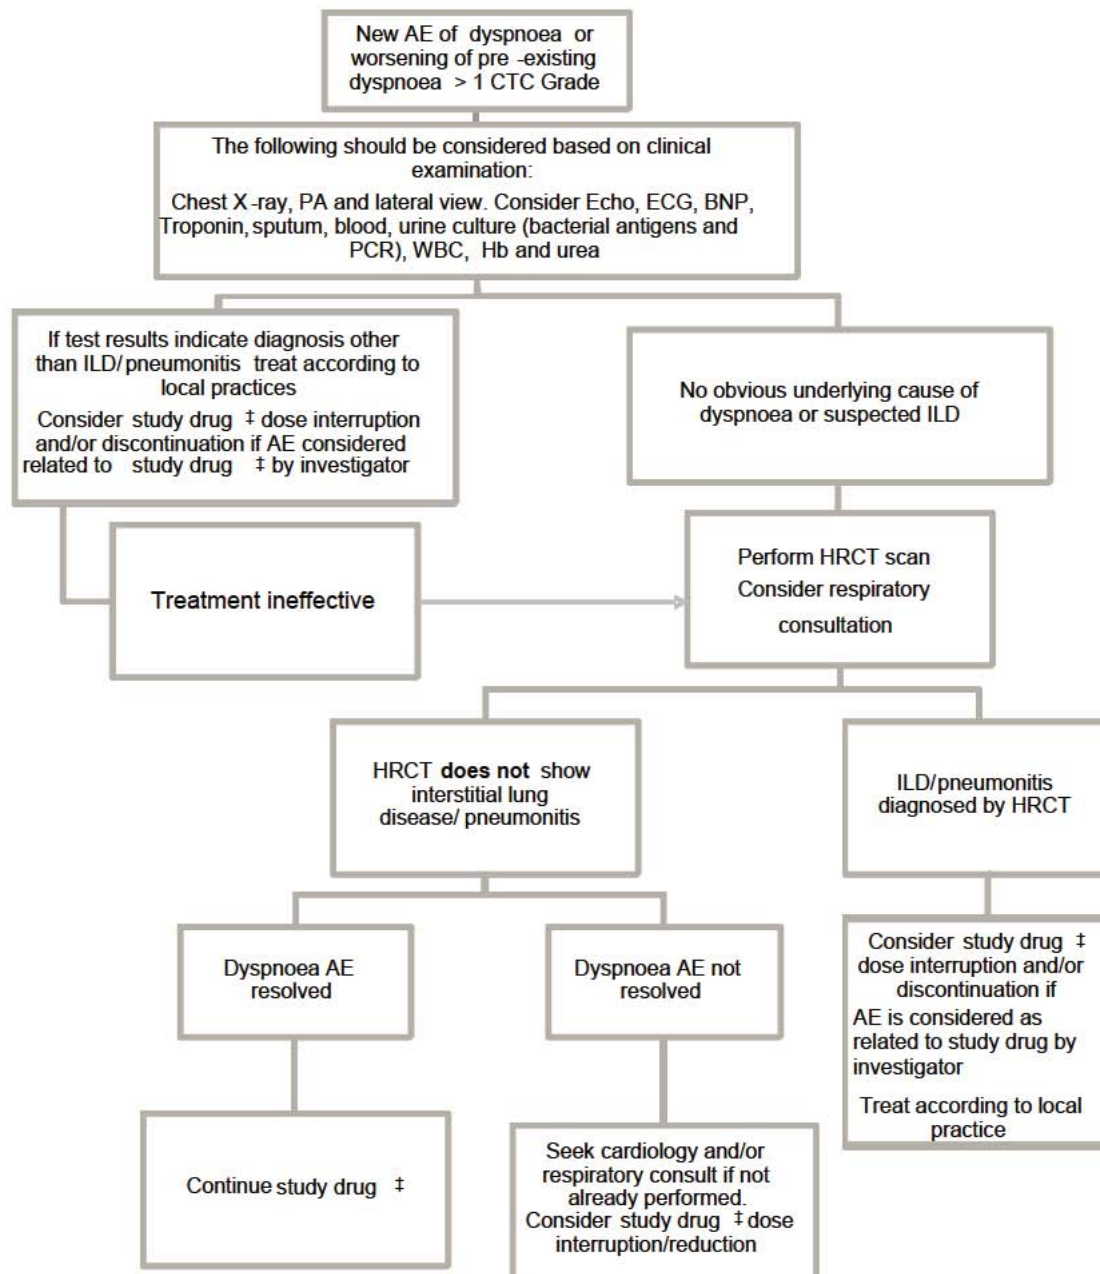 New AE of dyspnoea or
worsening of pre -existing
dyspnoea > 1 CTC Grade
The following should be considered based on clinical
examination:
Chest X -ray, PA and lateral view. Consider Echo, ECG, BNP,
Troponin, sputum, blood, urine culture (bacterial antigens and
PCR), WBC, Hb and urea
If test results indicate diagnosis other
than ILD/pneumonitis treat according to
local practices
Consider study drug ‡ dose interruption
and/or discontinuation if AE considered
related to study drug ‡ by investigator
No obvious underlying cause of
dyspnoea or suspected ILD
Treatment ineffective
Perform HRCT scan
Consider respiratory
consultation
HRCT does not show
interstitial lung
disease/ pneumonitis
ILD/pneumonitis
diagnosed by HRCT
Dyspnoea AE
resolved
Dyspnoea AE not
resolved
Consider study drug ‡
dose interruption and/or
discontinuation if
AE is considered as
related to study drug by
investigator
Treat according to local
practice
Continue study drug ‡
Seek cardiology and/or
respiratory consult if not
already performed.
Consider study drug ‡ dose
interruption/reduction